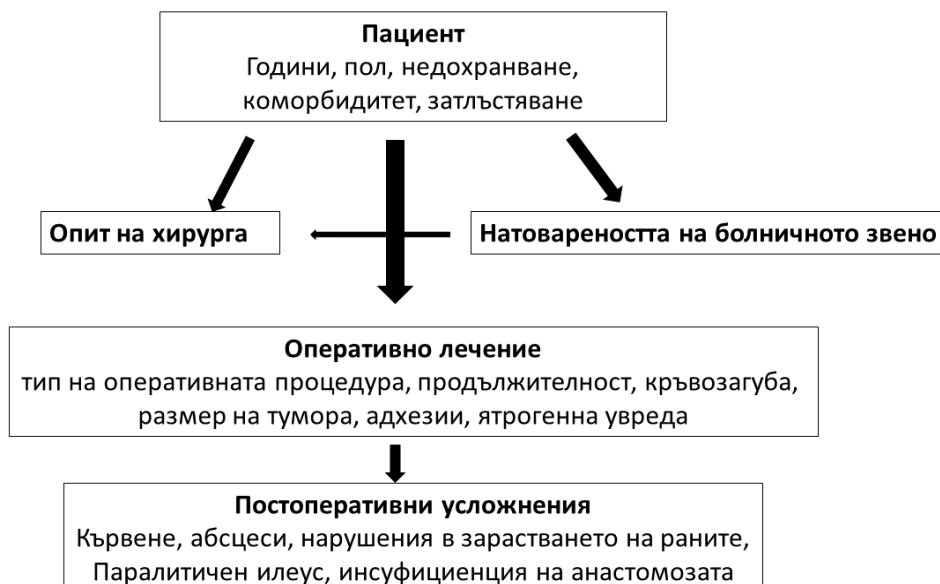 Пациент
Години, пол, недохранване,
коморбидитет, затлъстяване
Опит на хирурга
Натовареността на болничното звено
Оперативно лечение
тип на оперативната процедура, продължителност, кръвозагуба,
размер на тумора, адхезии, ятрогенна увреда
Постоперативни усложнения
Кървене, абсцеси, нарушения в зарастването на раните,
Паралитичен илеус, инсуфициенция на анастомозата